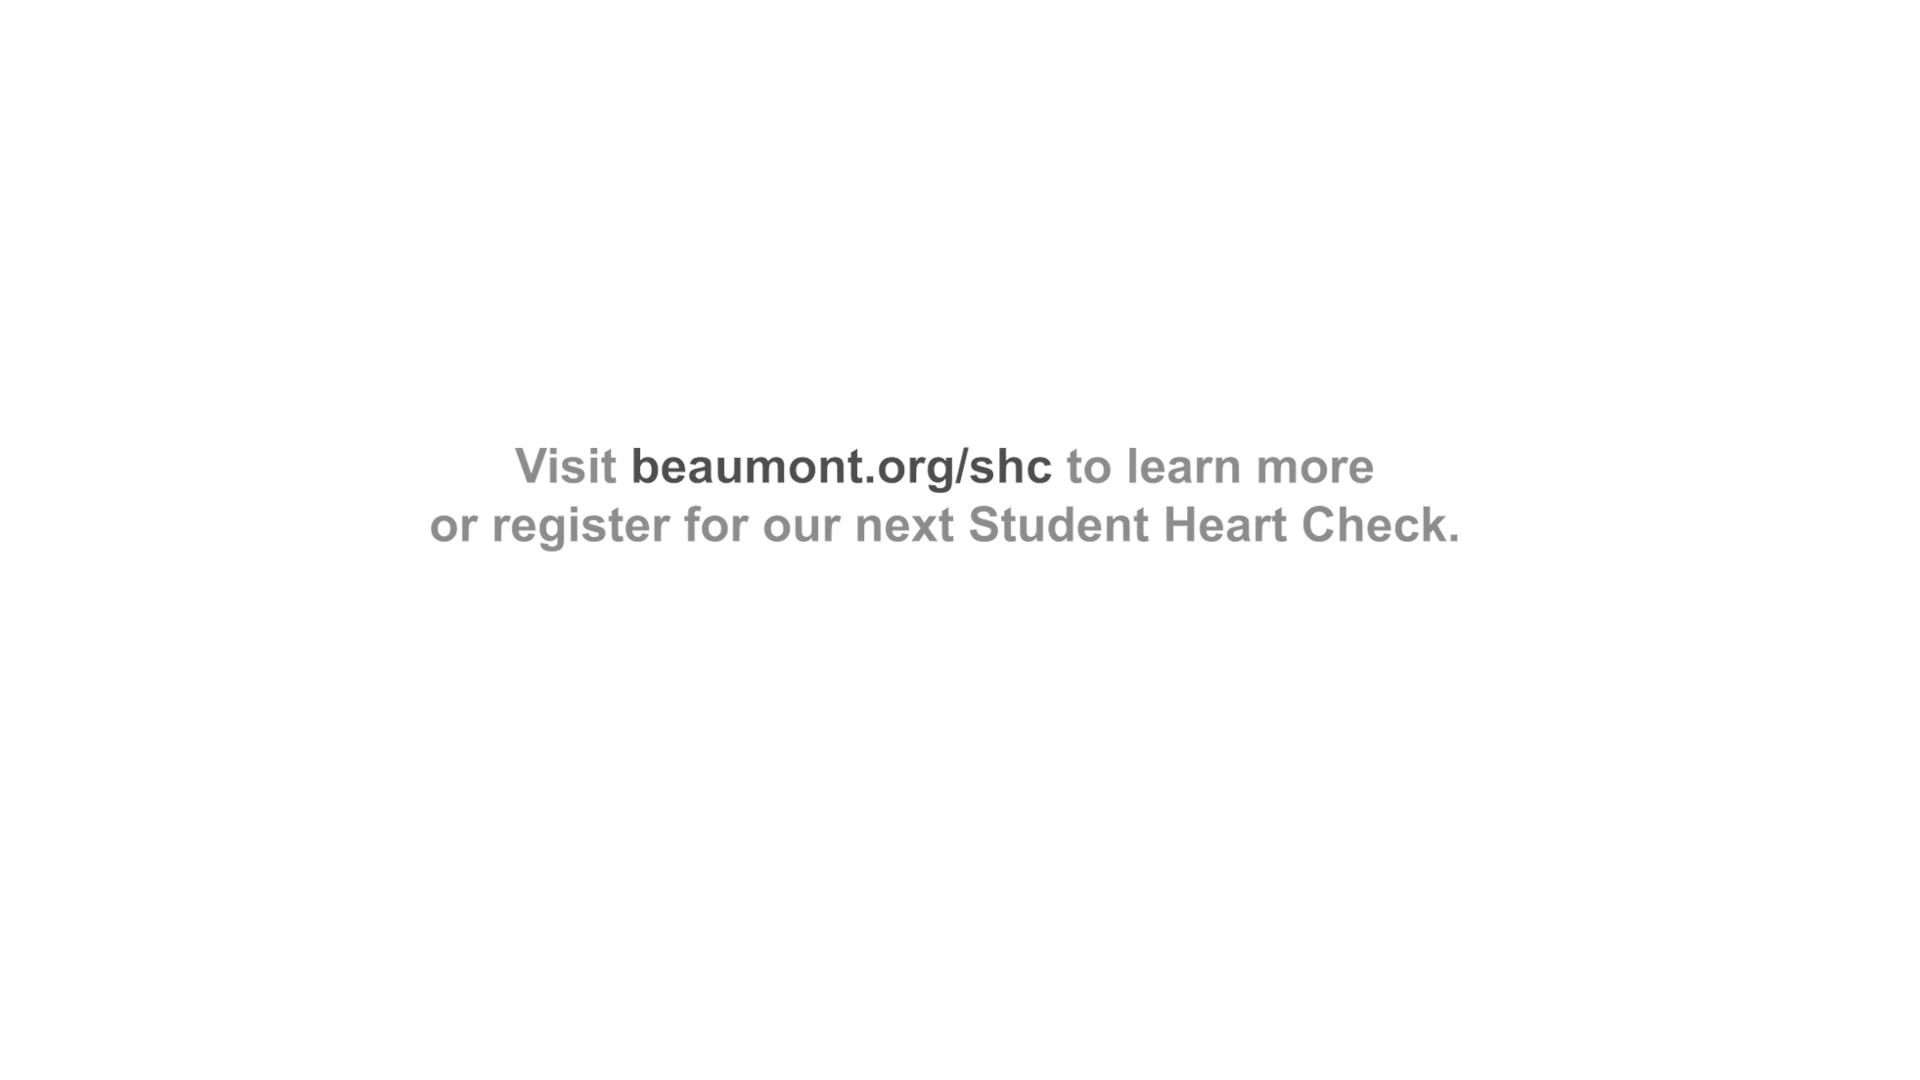 Visit beaumont.org/shc to learn more
or register for our next Student Heart Check.